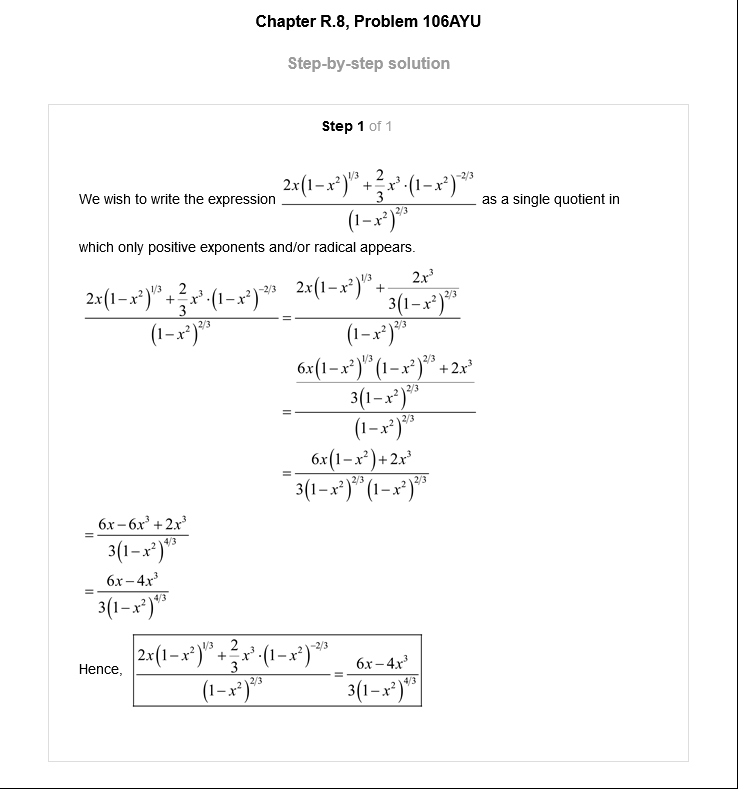 Chapter R.8, Problem 106AYU
Step-by-step solution
Step 1 of 1
We wish to write the expression \frac{2x(1-x^2)^{1/3}+\frac{2}{3}x^3\cdot(1-x^2)^{-2/3}}{(1-x^2)^{2/3}} as a single quotient in
which only positive exponents and/or radical appears.
\frac{2x(1-x^2)^{1/3}+\frac{2}{3}x^3\cdot(1-x^2)^{-2/3}}{(1-x^2)^{2/3}}=\frac{2x(1-x^2)^{1/3}+\frac{2x^3}{3(1-x^2)^{2/3}}}{(1-x^2)^{2/3}}
=\frac{\frac{6x(1-x^2)^{1/3}(1-x^2)^{2/3}+2x^3}{3(1-x^2)^{2/3}}}{(1-x^2)^{2/3}}
=\frac{6x(1-x^2)+2x^3}{3(1-x^2)^{2/3}(1-x^2)^{2/3}}
=\frac{6x-6x^3+2x^3}{3(1-x^2)^{4/3}}
=\frac{6x-4x^3}{3(1-x^2)^{4/3}}
Hence, \frac{2x(1-x^2)^{1/3}+\frac{2}{3}x^3\cdot(1-x^2)^{-2/3}}{(1-x^2)^{2/3}}=\frac{6x-4x^3}{3(1-x^2)^{4/3}}